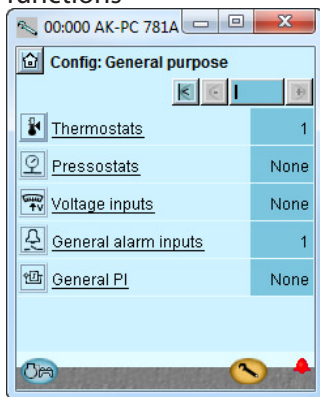 functions
00:000 AK-PC 781A
Config: General purpose
Thermostats 1
Pressostats None
Voltage inputs None
General alarm inputs 1
General PI None